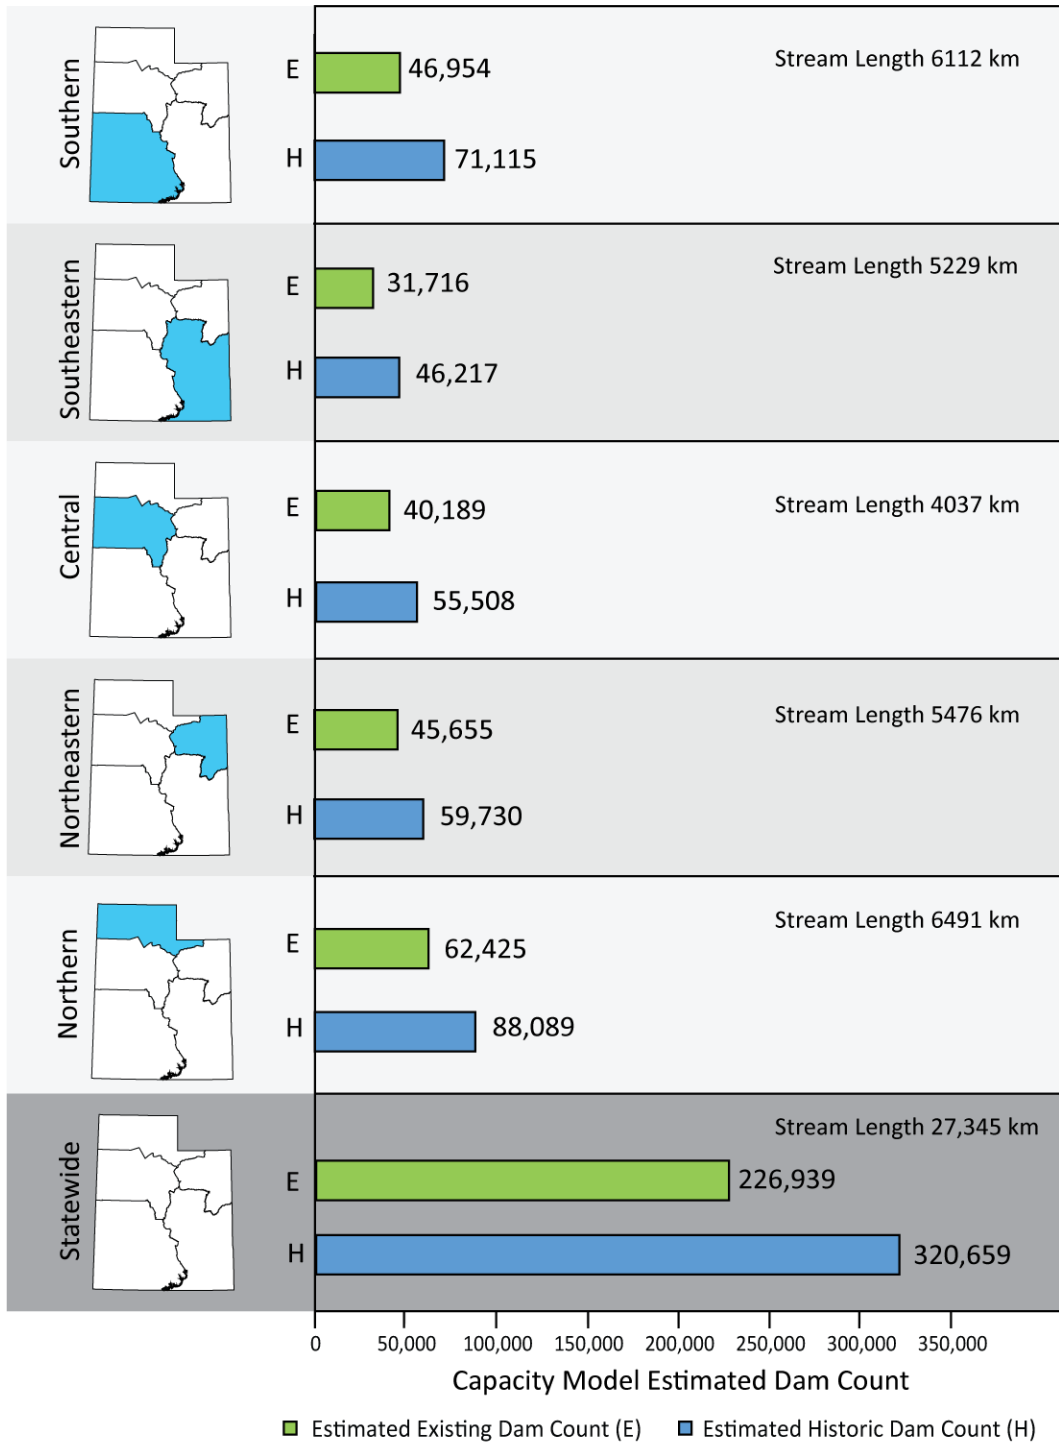 Southern
E
46,954
Stream Length 6112 km
H
71,115
Southeastern
E
31,716
Stream Length 5229 km
H
46,217
Central
E
40,189
Stream Length 4037 km
H
55,508
Northeastern
E
45,655
Stream Length 5476 km
H
59,730
Northern
E
62,425
Stream Length 6491 km
H
88,089
Statewide
Stream Length 27,345 km
E
226,939
H
320,659
0 50,000 100,000 150,000 200,000 250,000 300,000 350,000
Capacity Model Estimated Dam Count
Estimated Existing Dam Count (E) Estimated Historic Dam Count (H)